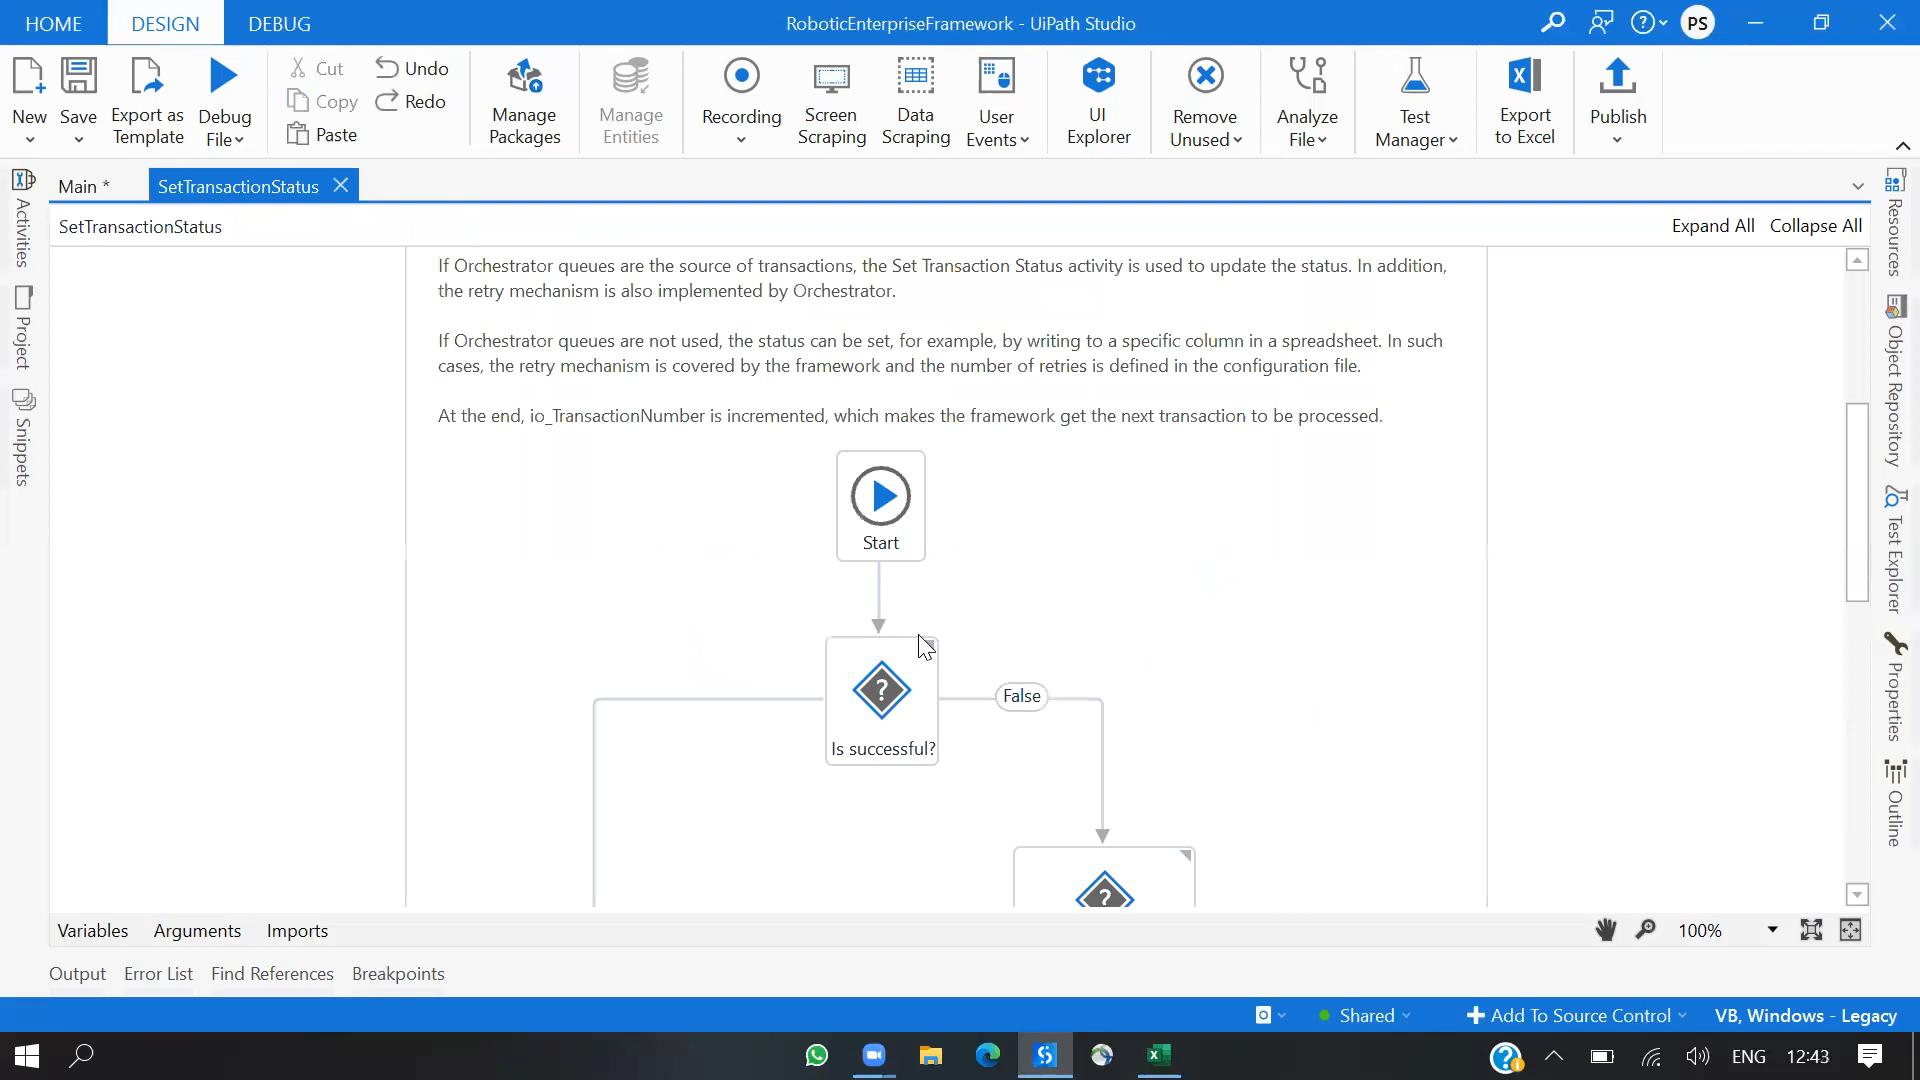 HOME DESIGN DEBUG
RoboticEnterpriseFramework - UiPath Studio
PS
New
Save
Export as
Template
Debug
File
Cut
Copy
Paste
Undo
Redo
Manage
Packages
Manage
Entities
Recording
Screen
Scraping
Data
Scraping
User
Events
UI
Explorer
Remove
Unused
Analyze
File
Test
Manager
Export
to Excel
Publish
Main *
SetTransactionStatus
SetTransactionStatus
Expand All Collapse All
Activities
Project
Snippets
If Orchestrator queues are the source of transactions, the Set Transaction Status activity is used to update the status. In addition,
the retry mechanism is also implemented by Orchestrator.
If Orchestrator queues are not used, the status can be set, for example, by writing to a specific column in a spreadsheet. In such
cases, the retry mechanism is covered by the framework and the number of retries is defined in the configuration file.
At the end, io_TransactionNumber is incremented, which makes the framework get the next transaction to be processed.
Start
?
Is successful?
False
?
Resources
Object Repository
Test Explorer
Properties
Outline
Variables Arguments Imports
100%
Output Error List Find References Breakpoints
Shared
Add To Source Control
VB, Windows - Legacy
ENG
12:43